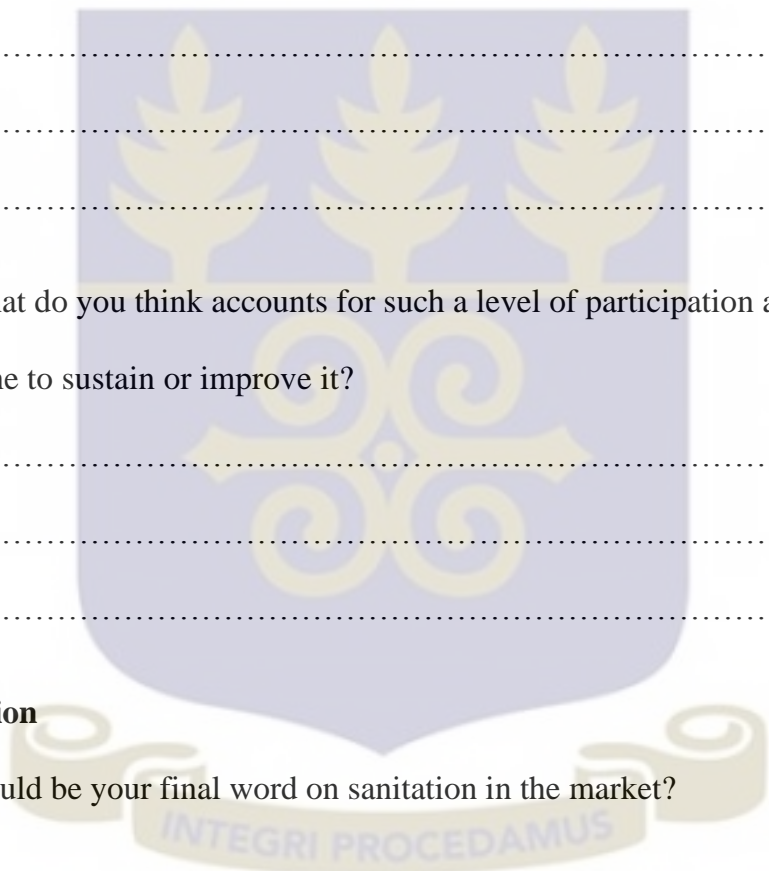 ……………………………………………………………………
……………………………………………………………………
……………………………………………………………………
at do you think accounts for such a level of participation a
e to sustain or improve it?
……………………………………………………………………
……………………………………………………………………
……………………………………………………………………
ion
uld be your final word on sanitation in the market?
INTEGRI PROCEDAMUS